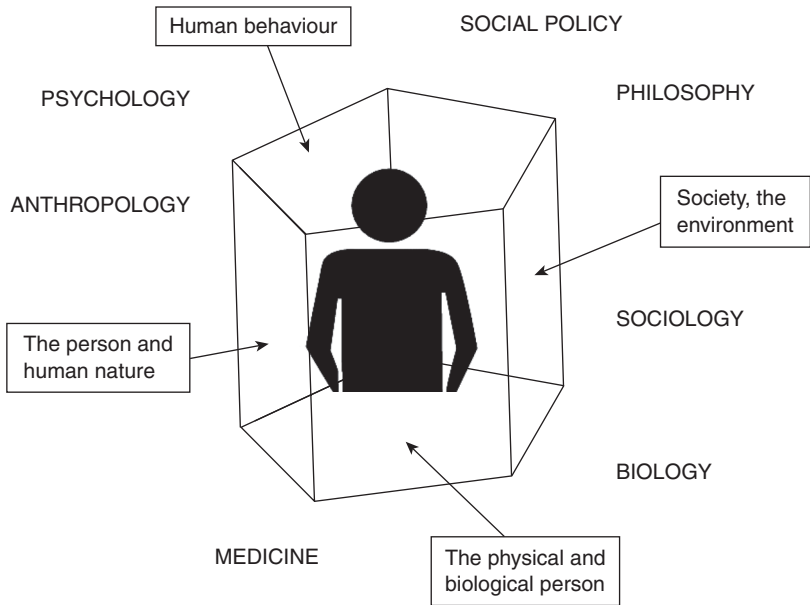 Human behaviour
SOCIAL POLICY
PSYCHOLOGY
PHILOSOPHY
ANTHROPOLOGY
Society, the
environment
SOCIOLOGY
The person and
human nature
BIOLOGY
MEDICINE
The physical and
biological person